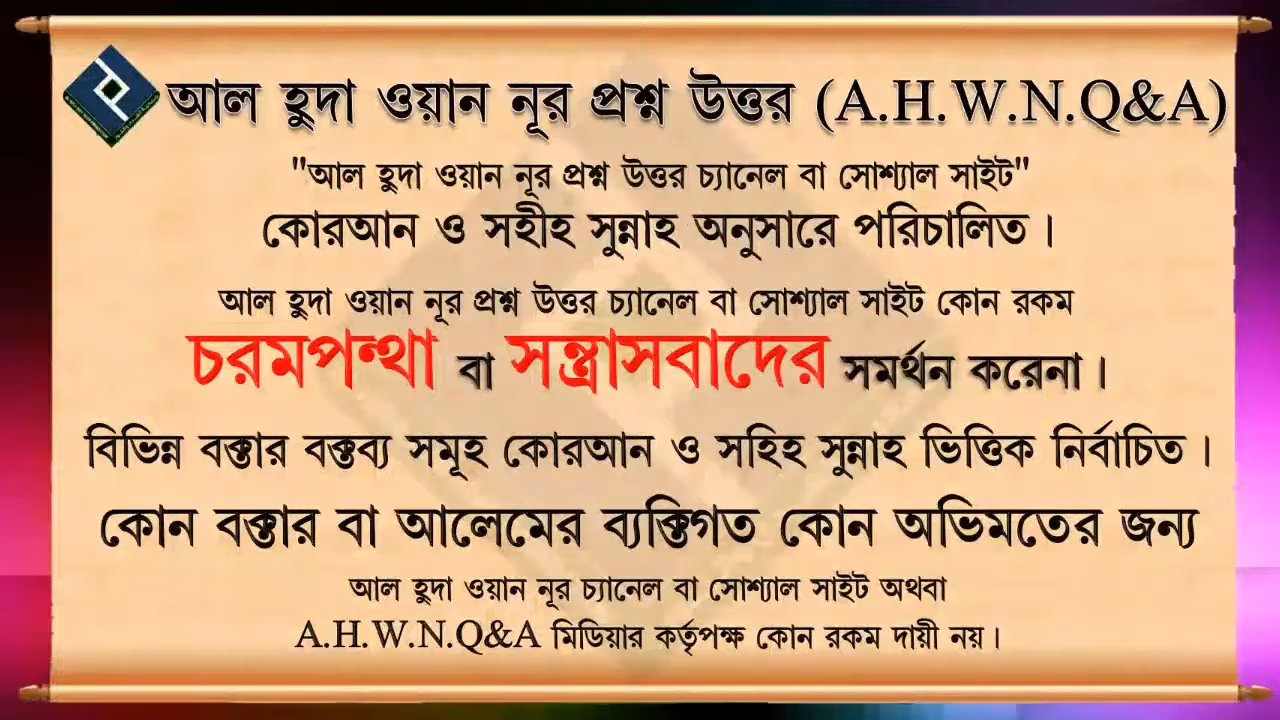 আল হুদা ওয়ান নূর প্রশ্ন উত্তর (A.H.W.N.Q&A)
"আল হুদা ওয়ান নূর প্রশ্ন উত্তর চ্যানেল বা সোশ্যাল সাইট"
কোরআন ও সহীহ সুন্নাহ অনুসারে পরিচালিত।
আল হুদা ওয়ান নূর প্রশ্ন উত্তর চ্যানেল বা সোশ্যাল সাইট কোন রকম
চরমপন্থা বা সন্ত্রাসবাদের সমর্থন করেনা।
বিভিন্ন বক্তার বক্তব্য সমূহ কোরআন ও সহিহ সুন্নাহ ভিত্তিক নির্বাচিত।
কোন বক্তার বা আলেমের ব্যক্তিগত কোন অভিমতের জন্য
আল হুদা ওয়ান নূর চ্যানেল বা সোশ্যাল সাইট অথবা
A.H.W.N.Q&A মিডিয়ার কর্তৃপক্ষ কোন রকম দায়ী নয়।